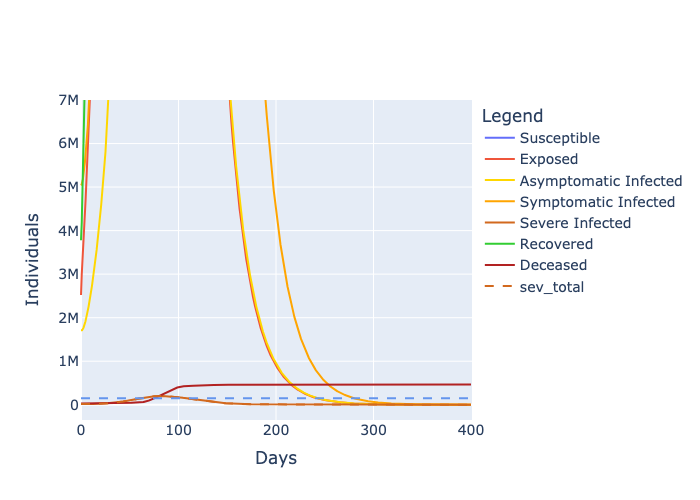 7M
6M
5M
4M
3M
2M
1M
0
0
100
200
300
400
Days
Individuals
Legend
Susceptible
Exposed
Asymptomatic Infected
Symptomatic Infected
Severe Infected
Recovered
Deceased
sev_total